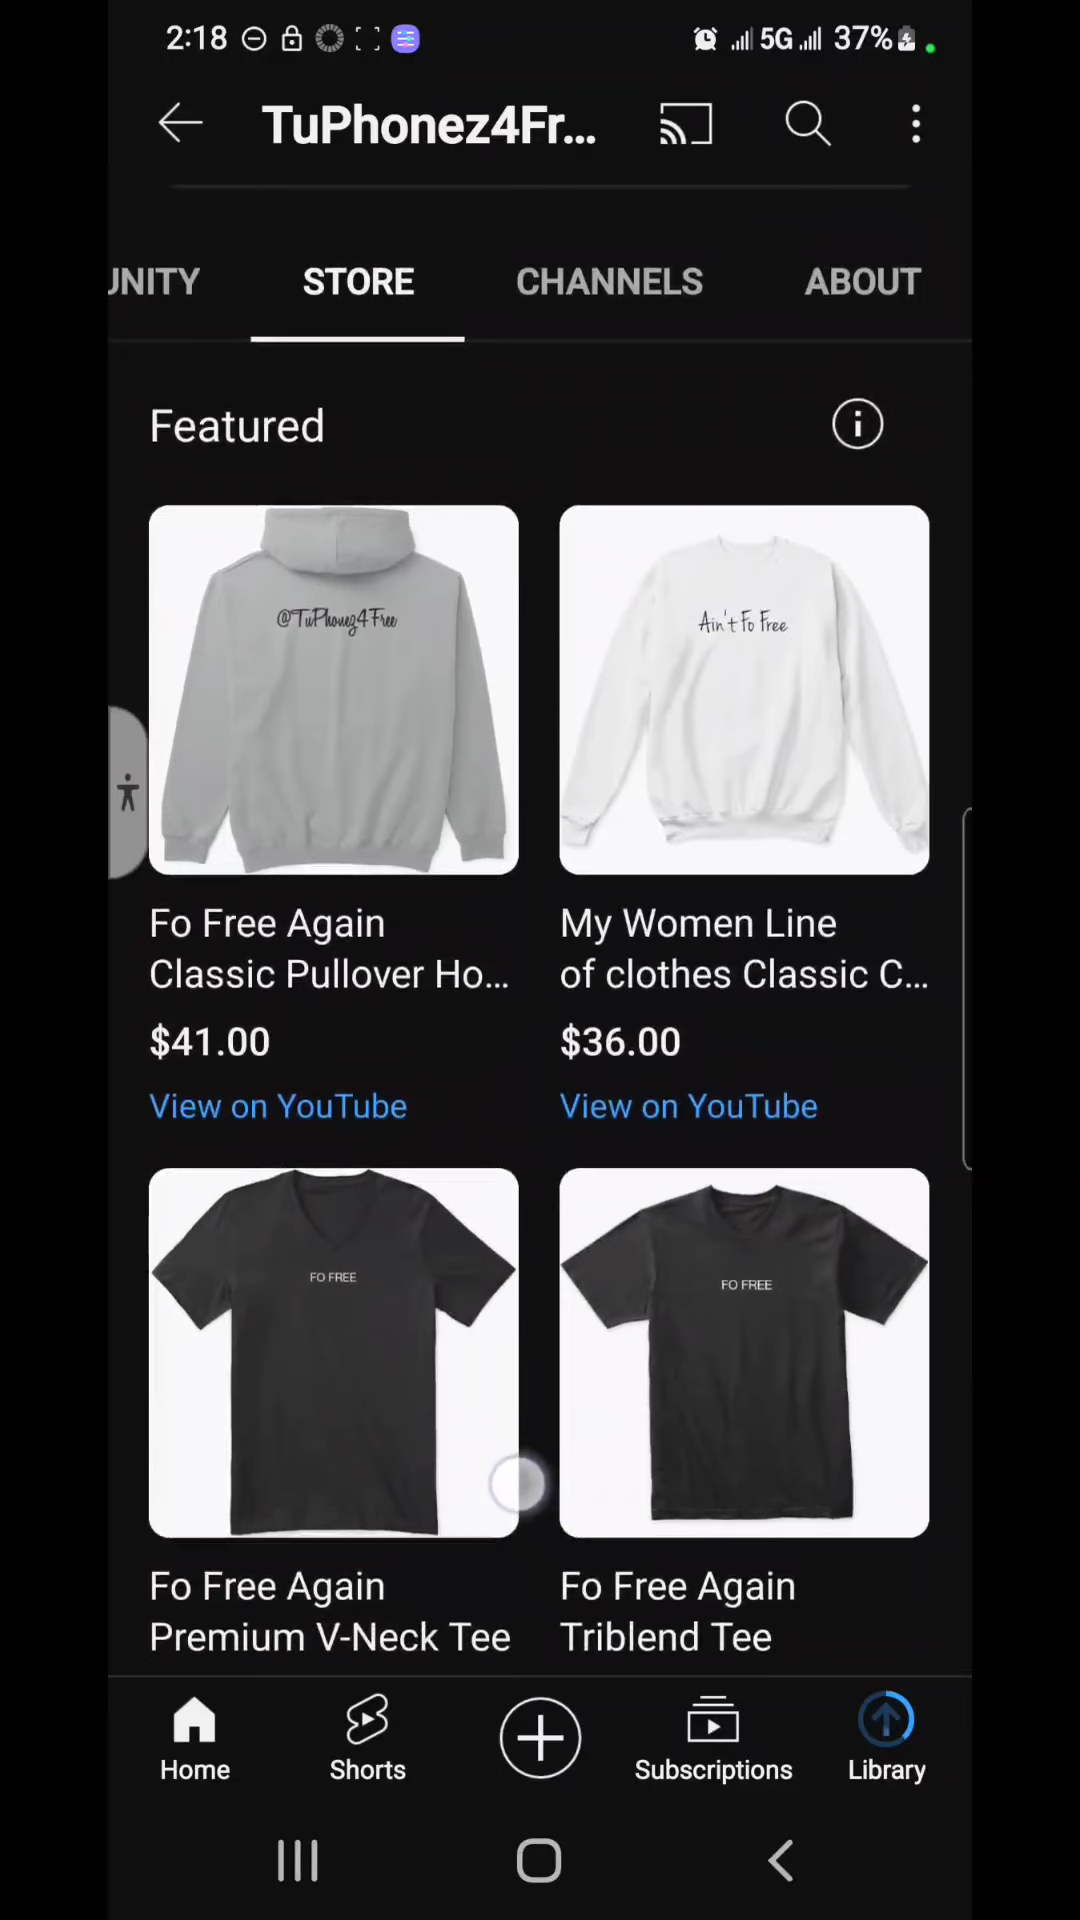 2:18 5G 37%
TuPhonez4Fr...
UNITY STORE CHANNELS ABOUT
Featured
@TuPhonez4Free
Ain't Fo Free
Fo Free Again
Classic Pullover Ho...
$41.00
View on YouTube
My Women Line
of clothes Classic C...
$36.00
View on YouTube
FO FREE
FO FREE
Fo Free Again
Premium V-Neck Tee
Fo Free Again
Triblend Tee
Home Shorts Subscriptions Library